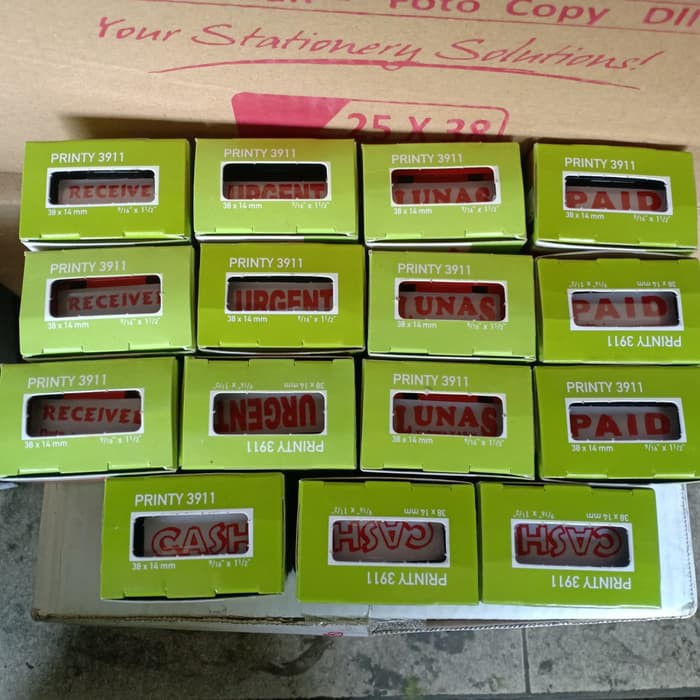 Foto Copy
Your Stationery Solutions!
25 X 38
PRINTY 3911
RECEIVE
38 x 14 mm 9/16" x 1 1/2"
PRINTY 3911
URGENT
38 x 14 mm 9/16" x 1 1/2"
PRINTY 3911
LUNAS
38 x 14 mm 9/16" x 1 1/2"
PRINTY 3911
PAID
38 x 14 mm 9/16" x 1 1/2"
PRINTY 3911
RECEIVE
38 x 14 mm 9/16" x 1 1/2"
PRINTY 3911
URGENT
38 x 14 mm 9/16" x 1 1/2"
PRINTY 3911
LUNAS
38 x 14 mm 9/16" x 1 1/2"
38 x 14 mm 9/16" x 1 1/2"
PAID
PRINTY 3911
PRINTY 3911
RECEIVE
38 x 14 mm 9/16" x 1 1/2"
38 x 14 mm 9/16" x 1 1/2"
URGENT
PRINTY 3911
PRINTY 3911
LUNAS
38 x 14 mm 9/16" x 1 1/2"
PRINTY 3911
PAID
38 x 14 mm 9/16" x 1 1/2"
PRINTY 3911
CASH
38 x 14 mm 9/16" x 1 1/2"
38 x 14 mm 9/16" x 1 1/2"
CASH
PRINTY 3911
38 x 14 mm 9/16" x 1 1/2"
CASH
PRINTY 3911